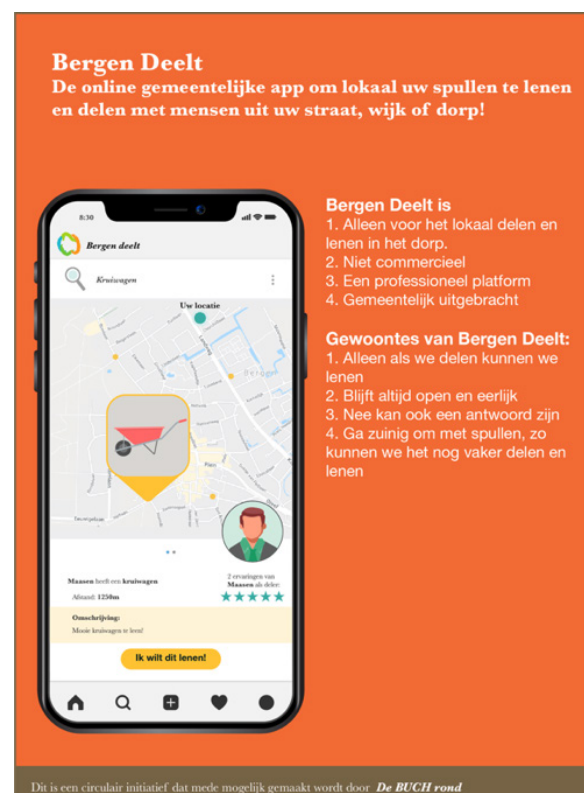 Bergen Deelt
De online gemeentelijke app om lokaal uw spullen te lenen
en delen met mensen uit uw straat, wijk of dorp!
8:30
Bergen deelt
Kruiwagen
Uw locatie
Bergen
Plein
Maasen heeft een kruiwagen
Afstand: 1230m
2 ervaringen van
Maasen als deler:
Omschrijving:
Mooie kruiwagen te leen!
Ik wilt dit lenen!
Bergen Deelt is
1. Alleen voor het lokaal delen en
lenen in het dorp.
2. Niet commercieel
3. Een professioneel platform
4. Gemeentelijk uitgebracht
Gewoontes van Bergen Deelt:
1. Alleen als we delen kunnen we
lenen
2. Blijft altijd open en eerlijk
3. Nee kan ook een antwoord zijn
4. Ga zuinig om met spullen, zo
kunnen we het nog vaker delen en
lenen
Dit is een circulair initiatief dat mede mogelijk gemaakt wordt door De BUCH rond